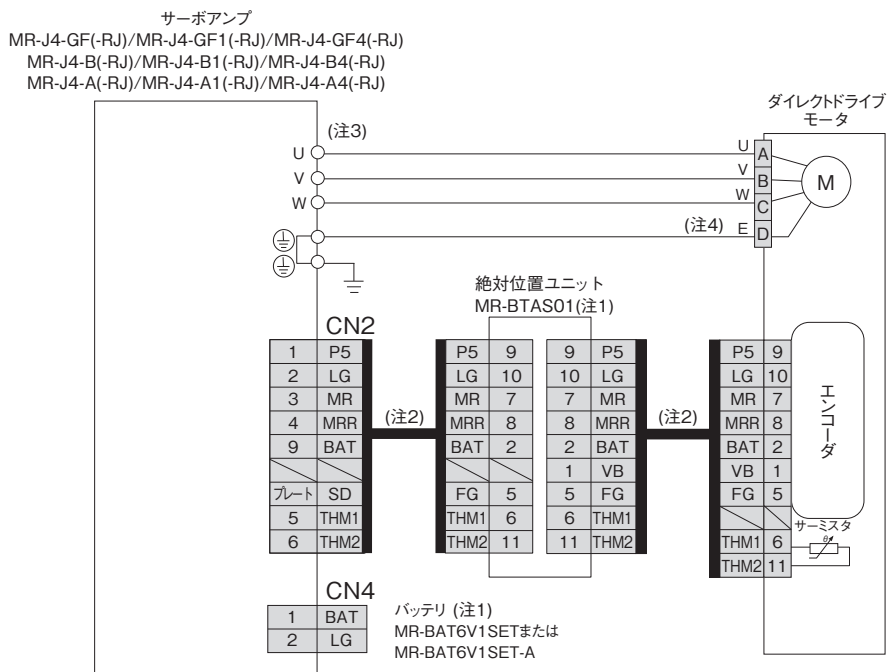 サーボアンプ
MR-J4-GF(-RJ)/MR-J4-GF1(-RJ)/MR-J4-GF4(-RJ)
MR-J4-B(-RJ)/MR-J4-B1(-RJ)/MR-J4-B4(-RJ)
MR-J4-A(-RJ)/MR-J4-A1(-RJ)/MR-J4-A4(-RJ)
ダイレクトドライブ
モータ
(注3)
U U A
V V B
W W C
(注4) E D
M
絶対位置ユニット
MR-BTAS01(注1)
CN2
1 P5 P5 9 9 P5 P5 9
2 LG LG 10 10 LG LG 10
3 MR MR 7 7 MR MR 7
4 MRR (注2) MRR 8 8 MRR (注2) MRR 8
9 BAT BAT 2 2 BAT BAT 2
1 VB VB 1
プレート SD FG 5 5 FG FG 5
5 THM1 THM1 6 6 THM1
6 THM2 THM2 11 11 THM2 THM1 6
THM2 11
エンコーダ
サーミスタ
θ
CN4
1 BAT
2 LG
バッテリ (注1)
MR-BAT6V1SETまたは
MR-BAT6V1SET-A